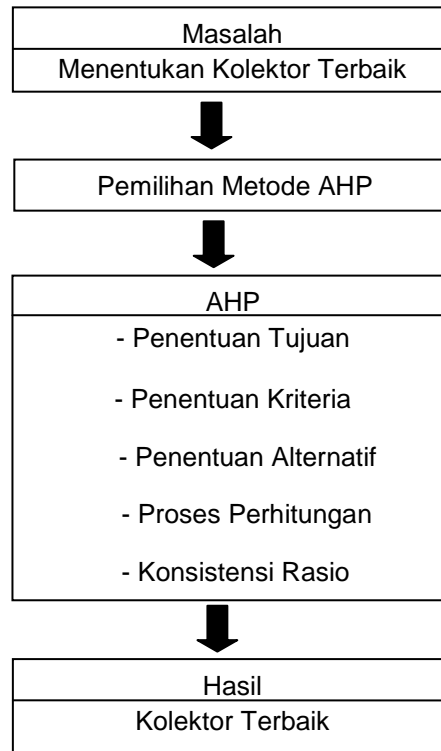 Masalah
Menentukan Kolektor Terbaik
Pemilihan Metode AHP
AHP
- Penentuan Tujuan
- Penentuan Kriteria
- Penentuan Alternatif
- Proses Perhitungan
- Konsistensi Rasio
Hasil
Kolektor Terbaik